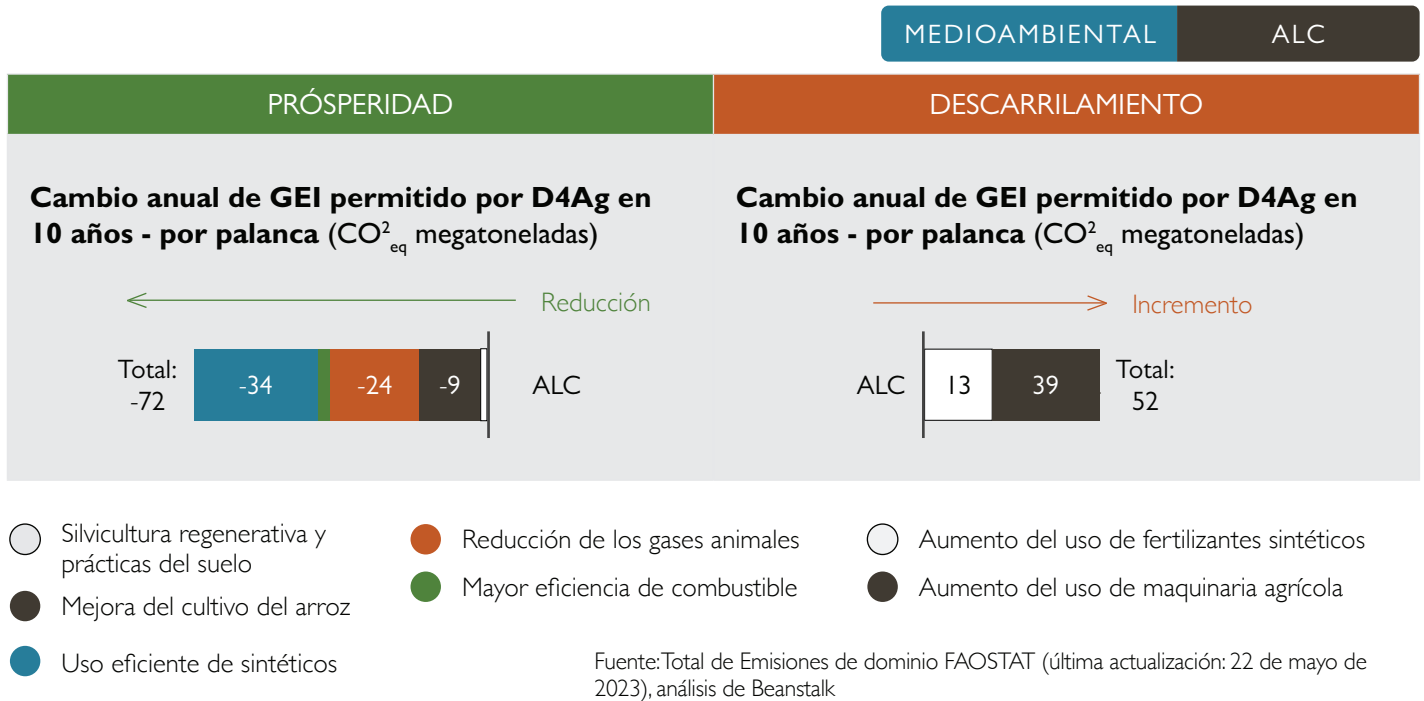 MEDIOAMBIENTAL ALC
PRÓSPERIDAD
Cambio anual de GEI permitido por D4Ag en
10 años - por palanca (CO²eq megatoneladas)
Reducción
Total:
-72
-34 -24 -9
ALC
DESCARRILAMIENTO
Cambio anual de GEI permitido por D4Ag en
10 años - por palanca (CO²eq megatoneladas)
Incremento
ALC
13 39
Total:
52
Silvicultura regenerativa y
prácticas del suelo
Mejora del cultivo del arroz
Uso eficiente de sintéticos
Reducción de los gases animales
Mayor eficiencia de combustible
Aumento del uso de fertilizantes sintéticos
Aumento del uso de maquinaria agrícola
Fuente:Total de Emisiones de dominio FAOSTAT (última actualización: 22 de mayo de
2023), análisis de Beanstalk